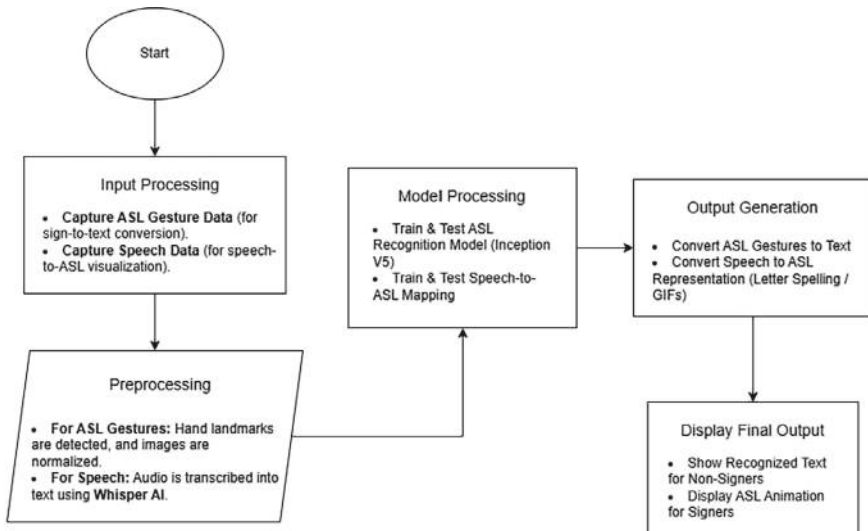 Start
Input Processing
• Capture ASL Gesture Data (for
sign-to-text conversion).
• Capture Speech Data (for speech-
to-ASL visualization).
Preprocessing
• For ASL Gestures: Hand landmarks
are detected, and images are
normalized.
• For Speech: Audio is transcribed into
text using Whisper AI.
Model Processing
• Train & Test ASL
Recognition Model (Inception
V5)
• Train & Test Speech-to-
ASL Mapping
Output Generation
• Convert ASL Gestures to Text
• Convert Speech to ASL
Representation (Letter Spelling /
GIFs)
Display Final Output
• Show Recognized Text
for Non-Signers
• Display ASL Animation
for Signers